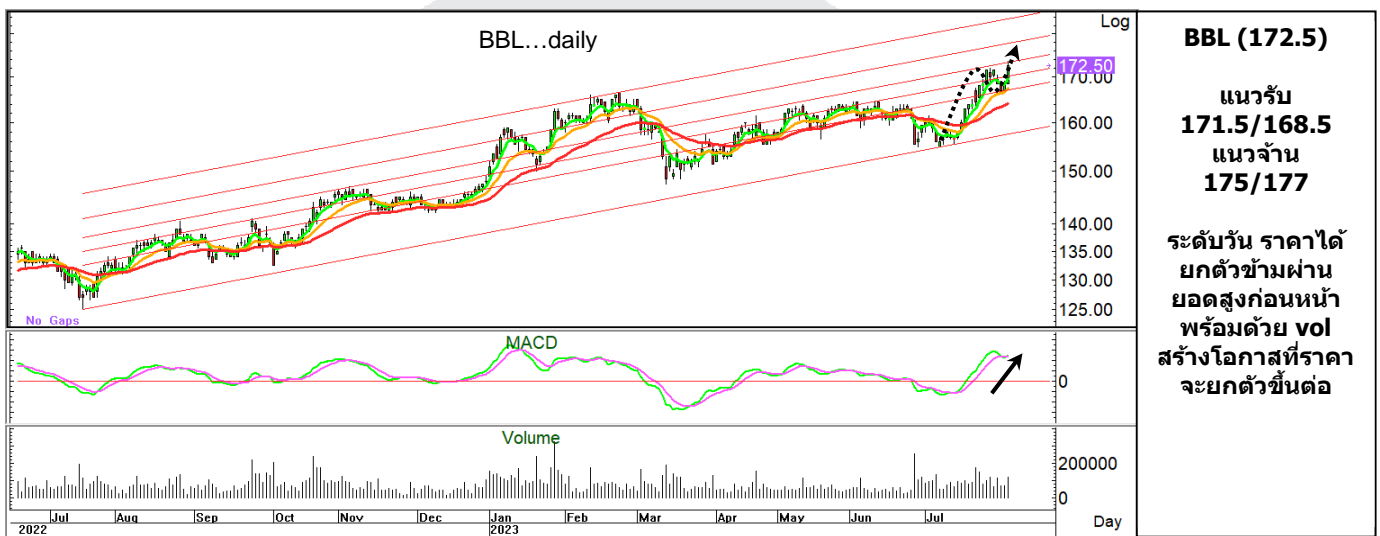 BBL...daily
Log
172.50
170.00
160.00
150.00
140.00
135.00
130.00
125.00
No Gaps
MACD
0
Volume
200000
0
Jul Aug Sep Oct Nov Dec Jan Feb Mar Apr May Jun Jul
2022 2023
Day
BBL (172.5)
แนวรับ
171.5/168.5
แนวจ้าน
175/177
ระดับวัน ราคาได้
ยกตัวข้ามผ่าน
ยอดสูงก่อนหน้า
พร้อมด้วย vol
สร้างโอกาสที่ราคา
จะยกตัวขึ้นต่อ